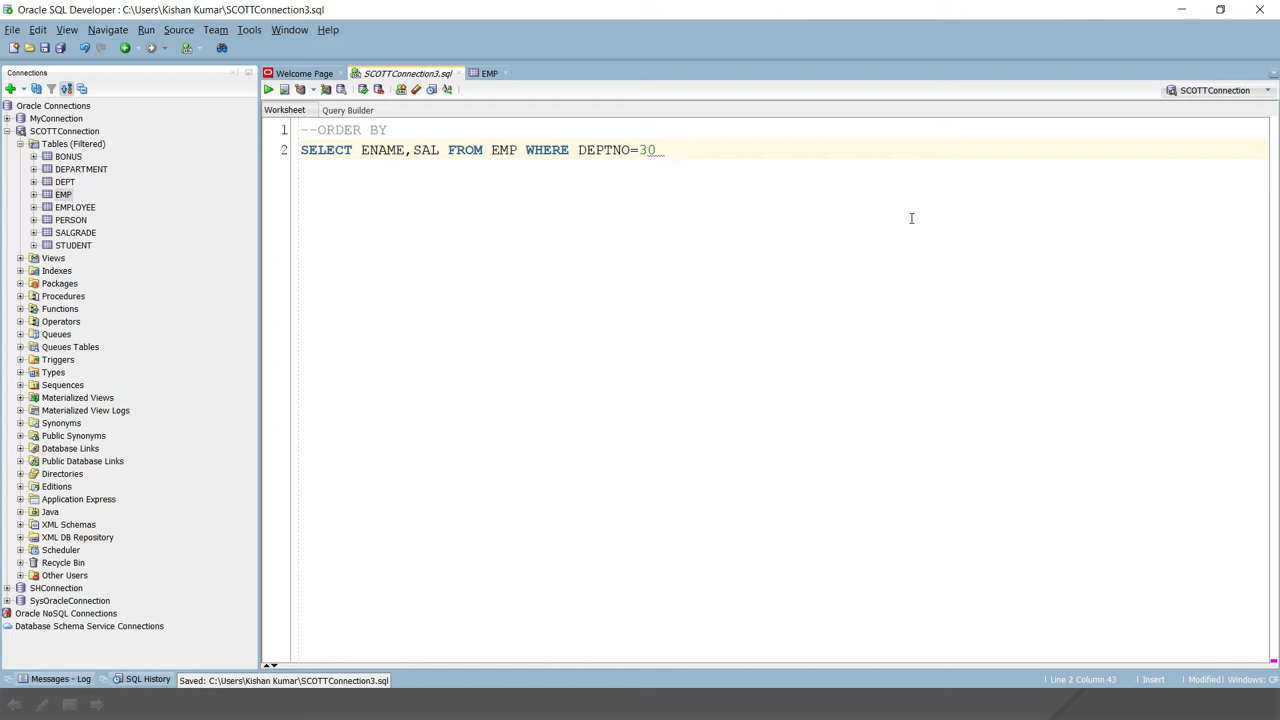 Oracle SQL Developer : C:\Users\Kishan Kumar\SCOTTConnection3.sql
File Edit View Navigate Run Source Team Tools Window Help
Connections
Oracle Connections
MyConnection
SCOTTConnection
Tables (Filtered)
BONUS
DEPARTMENT
DEPT
EMP
EMPLOYEE
PERSON
SALGRADE
STUDENT
Views
Indexes
Packages
Procedures
Functions
Operators
Queues
Queues Tables
Triggers
Types
Sequences
Materialized Views
Materialized View Logs
Synonyms
Public Synonyms
Database Links
Public Database Links
Directories
Editions
Application Express
Java
XML Schemas
XML DB Repository
Scheduler
Recycle Bin
Other Users
SHConnection
SysOracleConnection
Oracle NoSQL Connections
Database Schema Service Connections
Welcome Page SCOTTConnection3.sql EMP
SCOTTConnection
Worksheet Query Builder
1 --ORDER BY
2 SELECT ENAME,SAL FROM EMP WHERE DEPTNO=30
Messages - Log SQL History Saved: C:\Users\Kishan Kumar\SCOTTConnection3.sql
Line 2 Column 43 Insert Modified Windows: CR